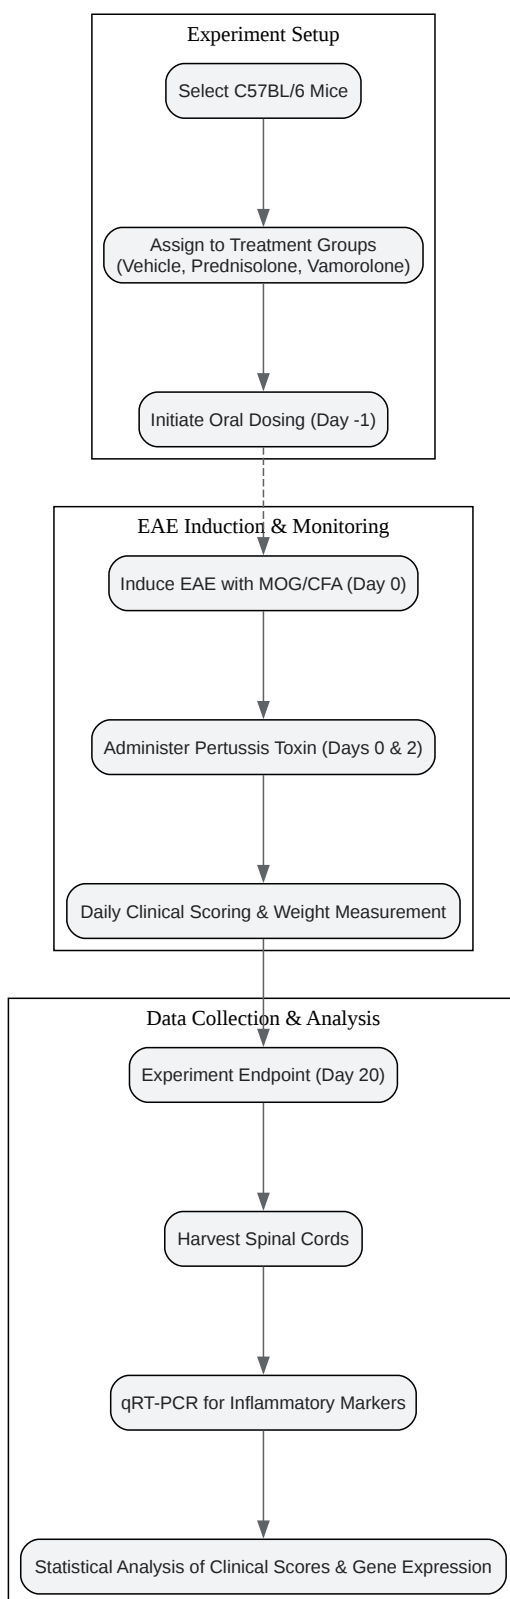 Experiment Setup
Select C57BL/6 Mice
Assign to Treatment Groups
(Vehicle, Prednisolone, Vamorolone)
Initiate Oral Dosing (Day -1)
EAE Induction & Monitoring
Induce EAE with MOG/CFA (Day 0)
Administer Pertussis Toxin (Days 0 & 2)
Daily Clinical Scoring & Weight Measurement
Data Collection & Analysis
Experiment Endpoint (Day 20)
Harvest Spinal Cords
qRT-PCR for Inflammatory Markers
Statistical Analysis of Clinical Scores & Gene Expression